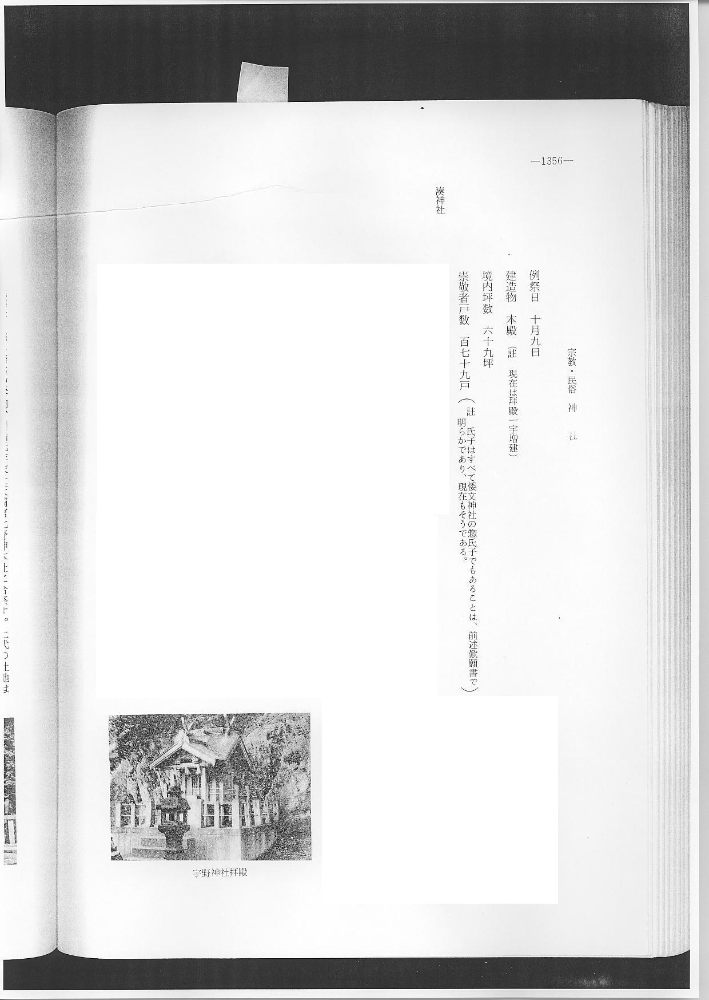 —1356—
宗教・民俗 神 社
例祭日 十月九日
建造物 本殿 (註 現在は拝殿一宇増建)
境内坪数 六十九坪
崇敬者戸数 百七十九戸 (註 氏子はすべて倭文神社の惣氏子でもあることは、前述歎願書で
明らかであり、現在もそうである。)
湊神社
宇野神社拝殿